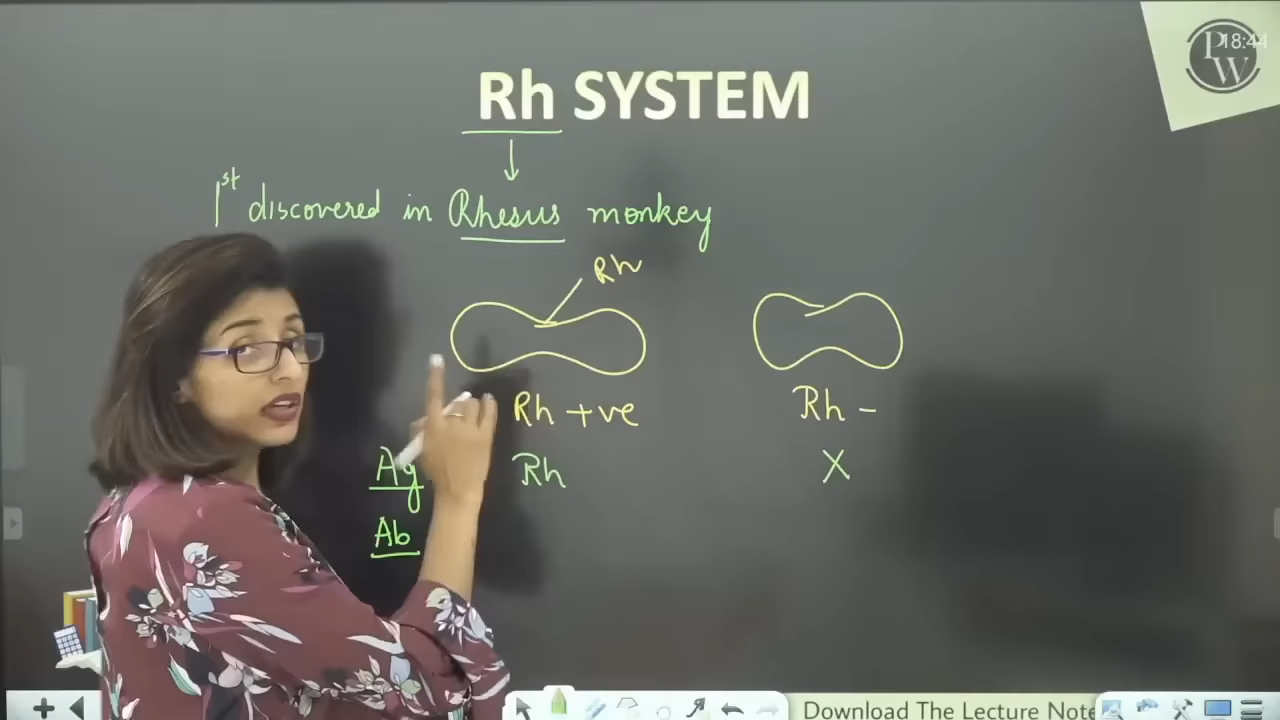 PW
18:44
Rh SYSTEM
1st discovered in Rhesus monkey
Rh
Rh +ve Rh -
Ag Rh X
Ab
Download The Lecture Note